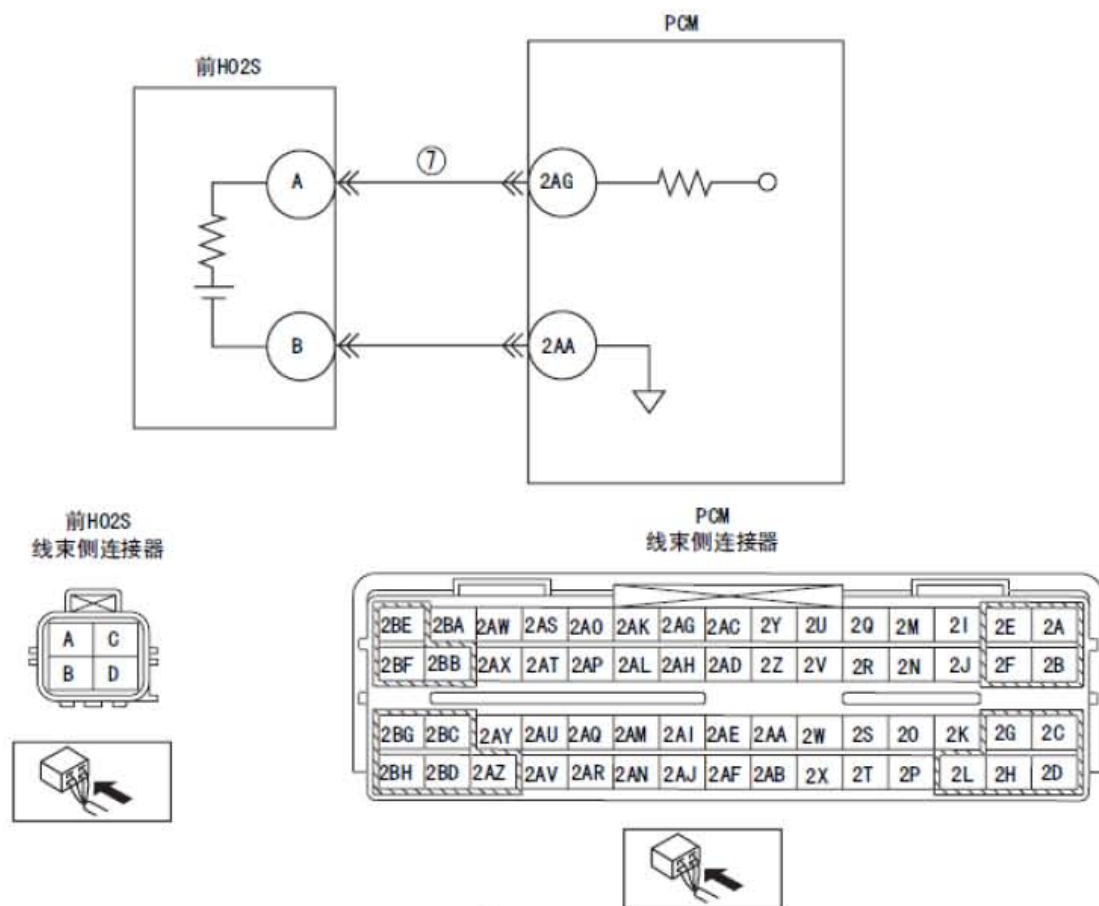 PCM
前HO2S
A
⑦
2AG
B
2AA
前HO2S
线束侧连接器
PCM
线束侧连接器
A C
B D
2BE 2BA 2AW 2AS 2AO 2AK 2AG 2AC 2Y 2U 2Q 2M 2I 2E 2A
2BF 2BB 2AX 2AT 2AP 2AL 2AH 2AD 2Z 2V 2R 2N 2J 2F 2B
2BG 2BC 2AY 2AU 2AQ 2AM 2AI 2AE 2AA 2W 2S 2O 2K 2G 2C
2BH 2BD 2AZ 2AV 2AR 2AN 2AJ 2AF 2AB 2X 2T 2P 2L 2H 2D